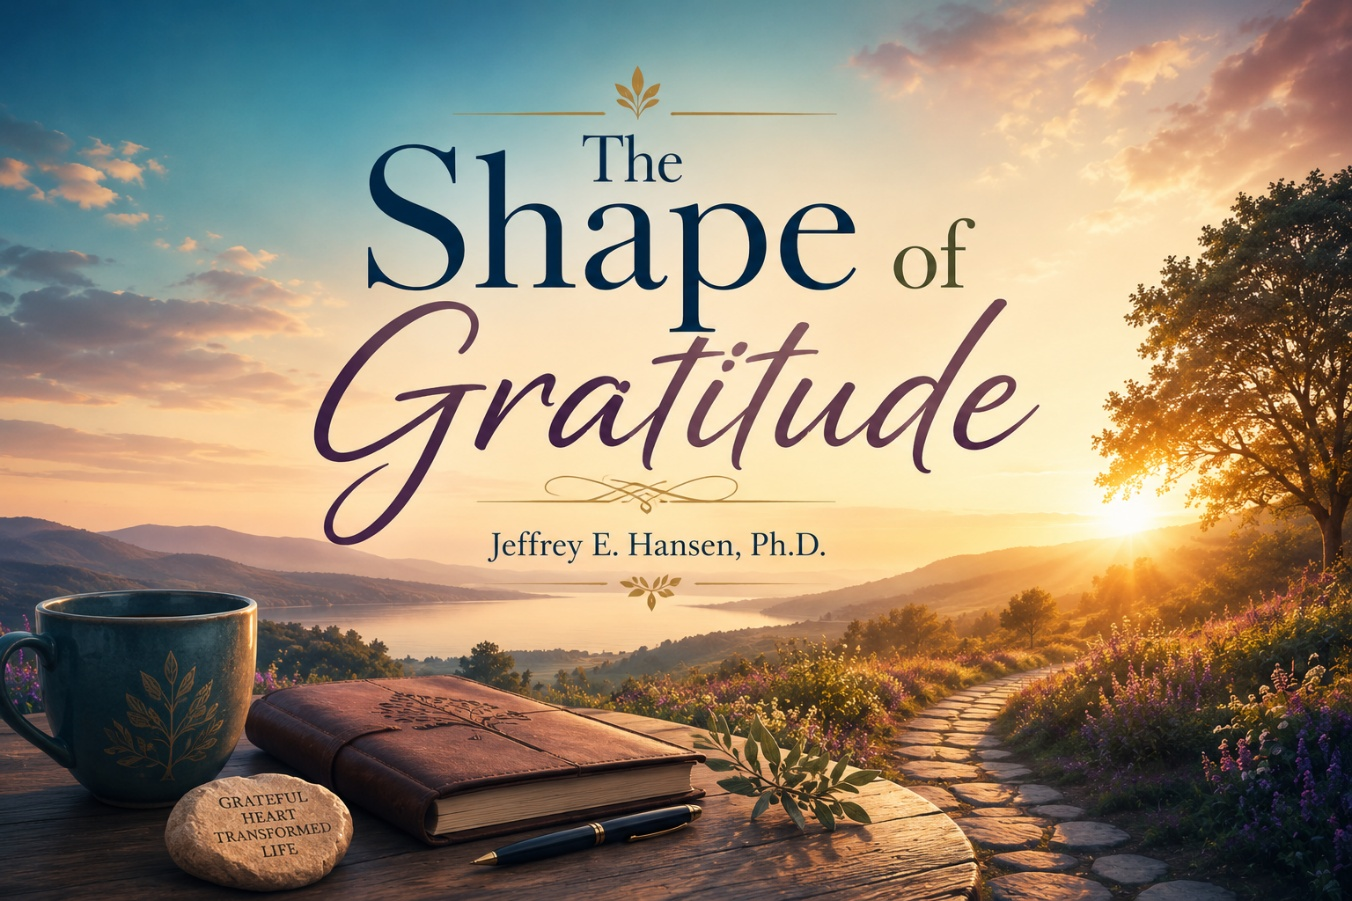 The
Shape of
Gratitude
Jeffrey E. Hansen, Ph.D.
GRATEFUL
HEART
TRANSFORMED
LIFE